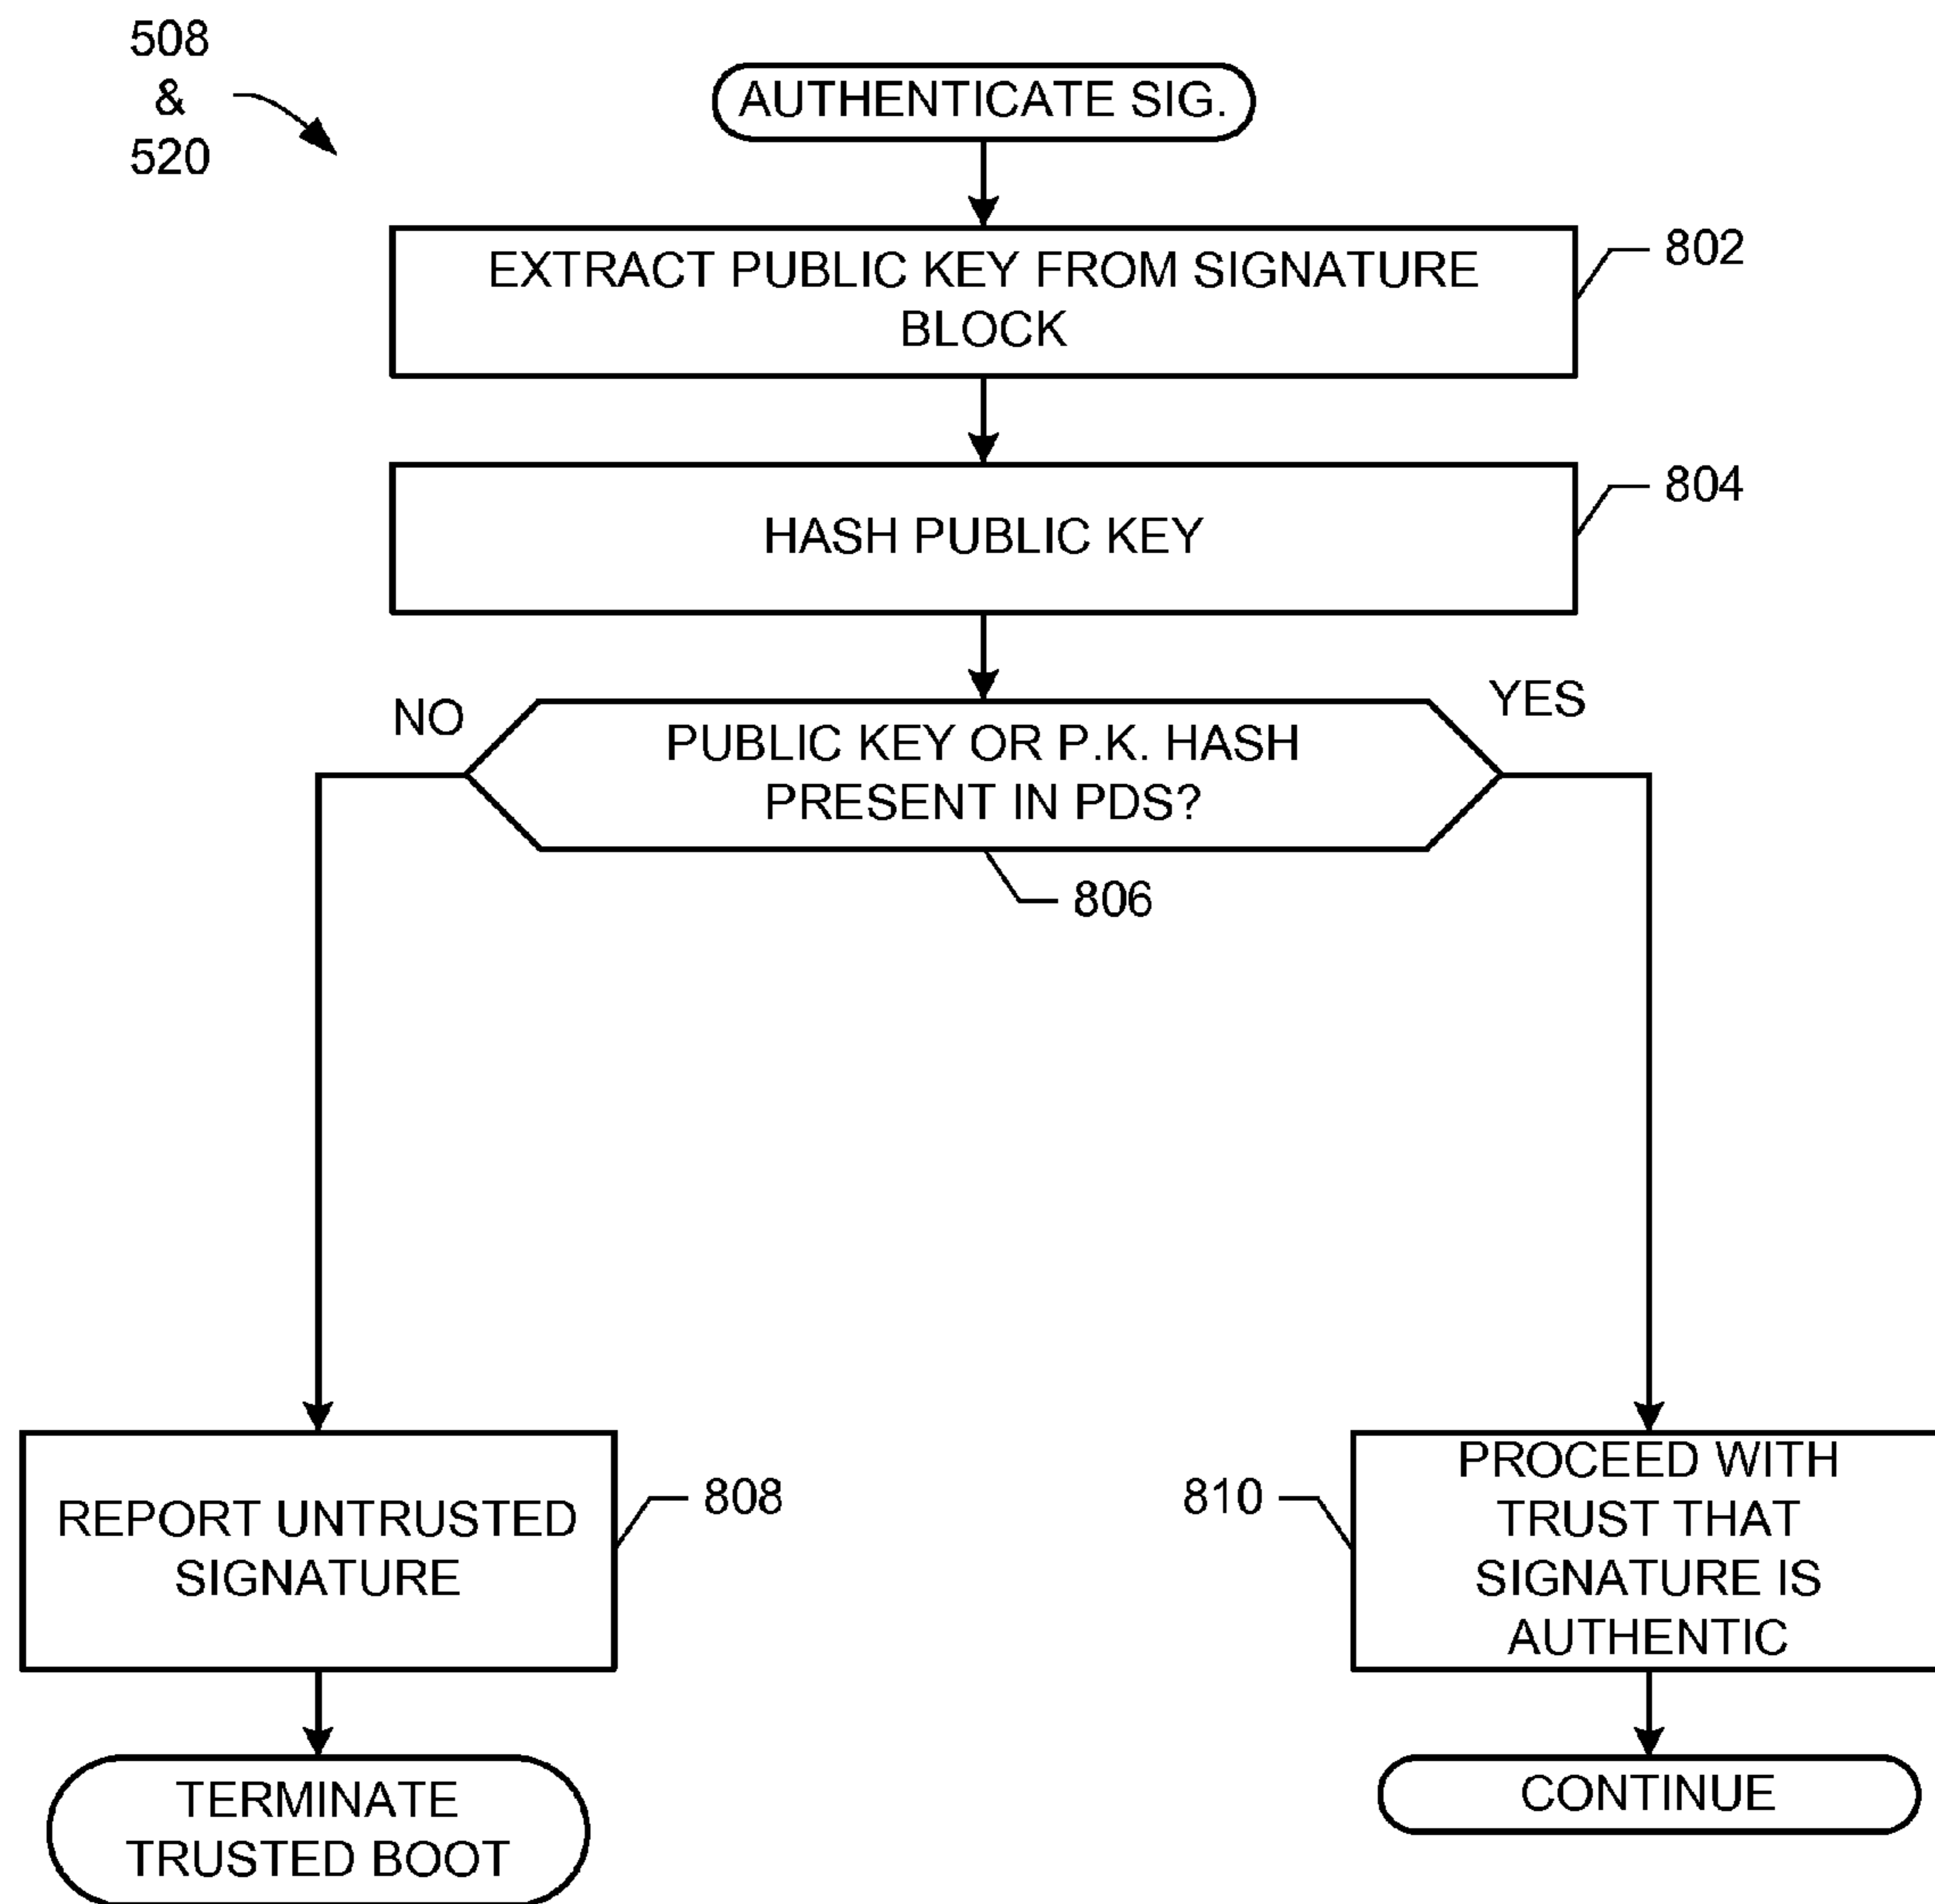 508
&
520
AUTHENTICATE SIG.
EXTRACT PUBLIC KEY FROM SIGNATURE
BLOCK
802
HASH PUBLIC KEY
804
NO
YES
PUBLIC KEY OR P.K. HASH
PRESENT IN PDS?
806
REPORT UNTRUSTED
SIGNATURE
808
810
PROCEED WITH
TRUST THAT
SIGNATURE IS
AUTHENTIC
TERMINATE
TRUSTED BOOT
CONTINUE